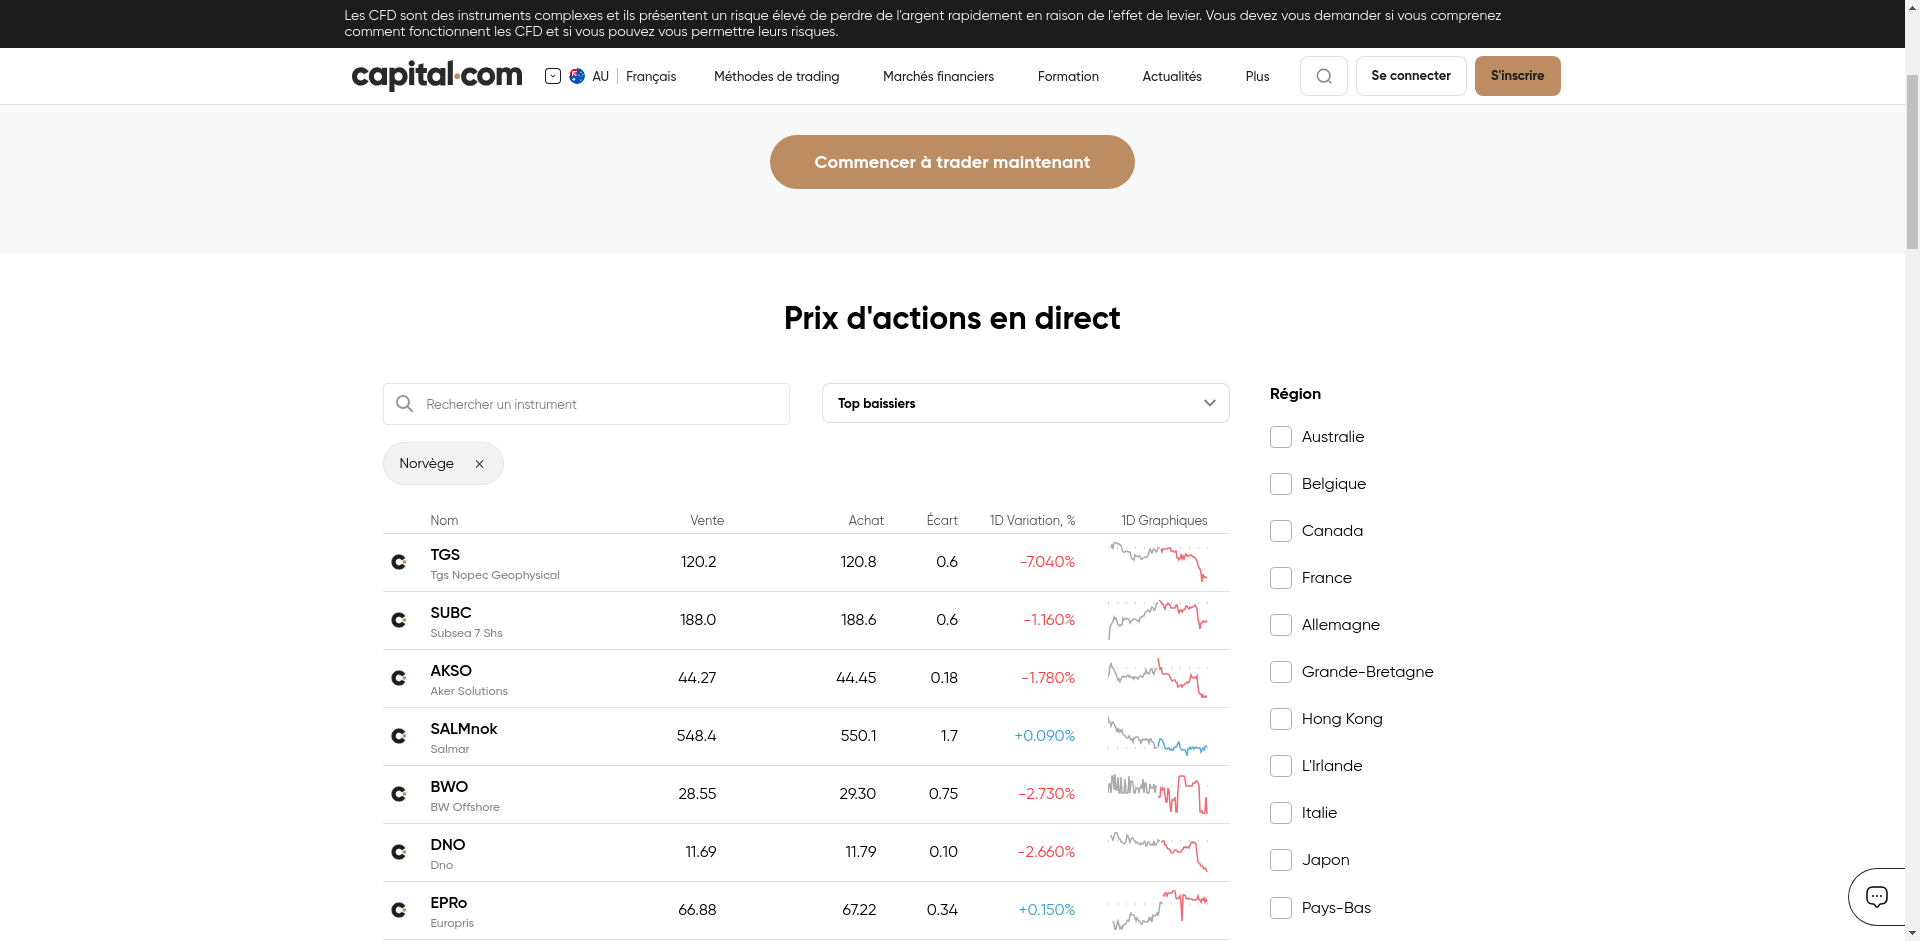 Les CFD sont des instruments complexes et ils présentent un risque élevé de perdre de l'argent rapidement en raison de l'effet de levier. Vous devez vous demander si vous comprenez
comment fonctionnent les CFD et si vous pouvez vous permettre leurs risques.
capital.com AU Français Méthodes de trading Marchés financiers Formation Actualités Plus Se connecter S'inscrire
Commencer à trader maintenant
Prix d'actions en direct
Rechercher un instrument
Top baissiers
Norvège
Nom Vente Achat Écart 1D Variation, % 1D Graphiques
TGS
Tgs Nopec Geophysical
120.2 120.8 0.6 -7.040%
SUBC
Subsea 7 Shs
188.0 188.6 0.6 -1.160%
AKSO
Aker Solutions
44.27 44.45 0.18 -1.780%
SALMnok
Salmar
548.4 550.1 1.7 +0.090%
BWO
BW Offshore
28.55 29.30 0.75 -2.730%
DNO
Dno
11.69 11.79 0.10 -2.660%
EPRo
Europris
66.88 67.22 0.34 +0.150%
Région
Australie
Belgique
Canada
France
Allemagne
Grande-Bretagne
Hong Kong
L'Irlande
Italie
Japon
Pays-Bas